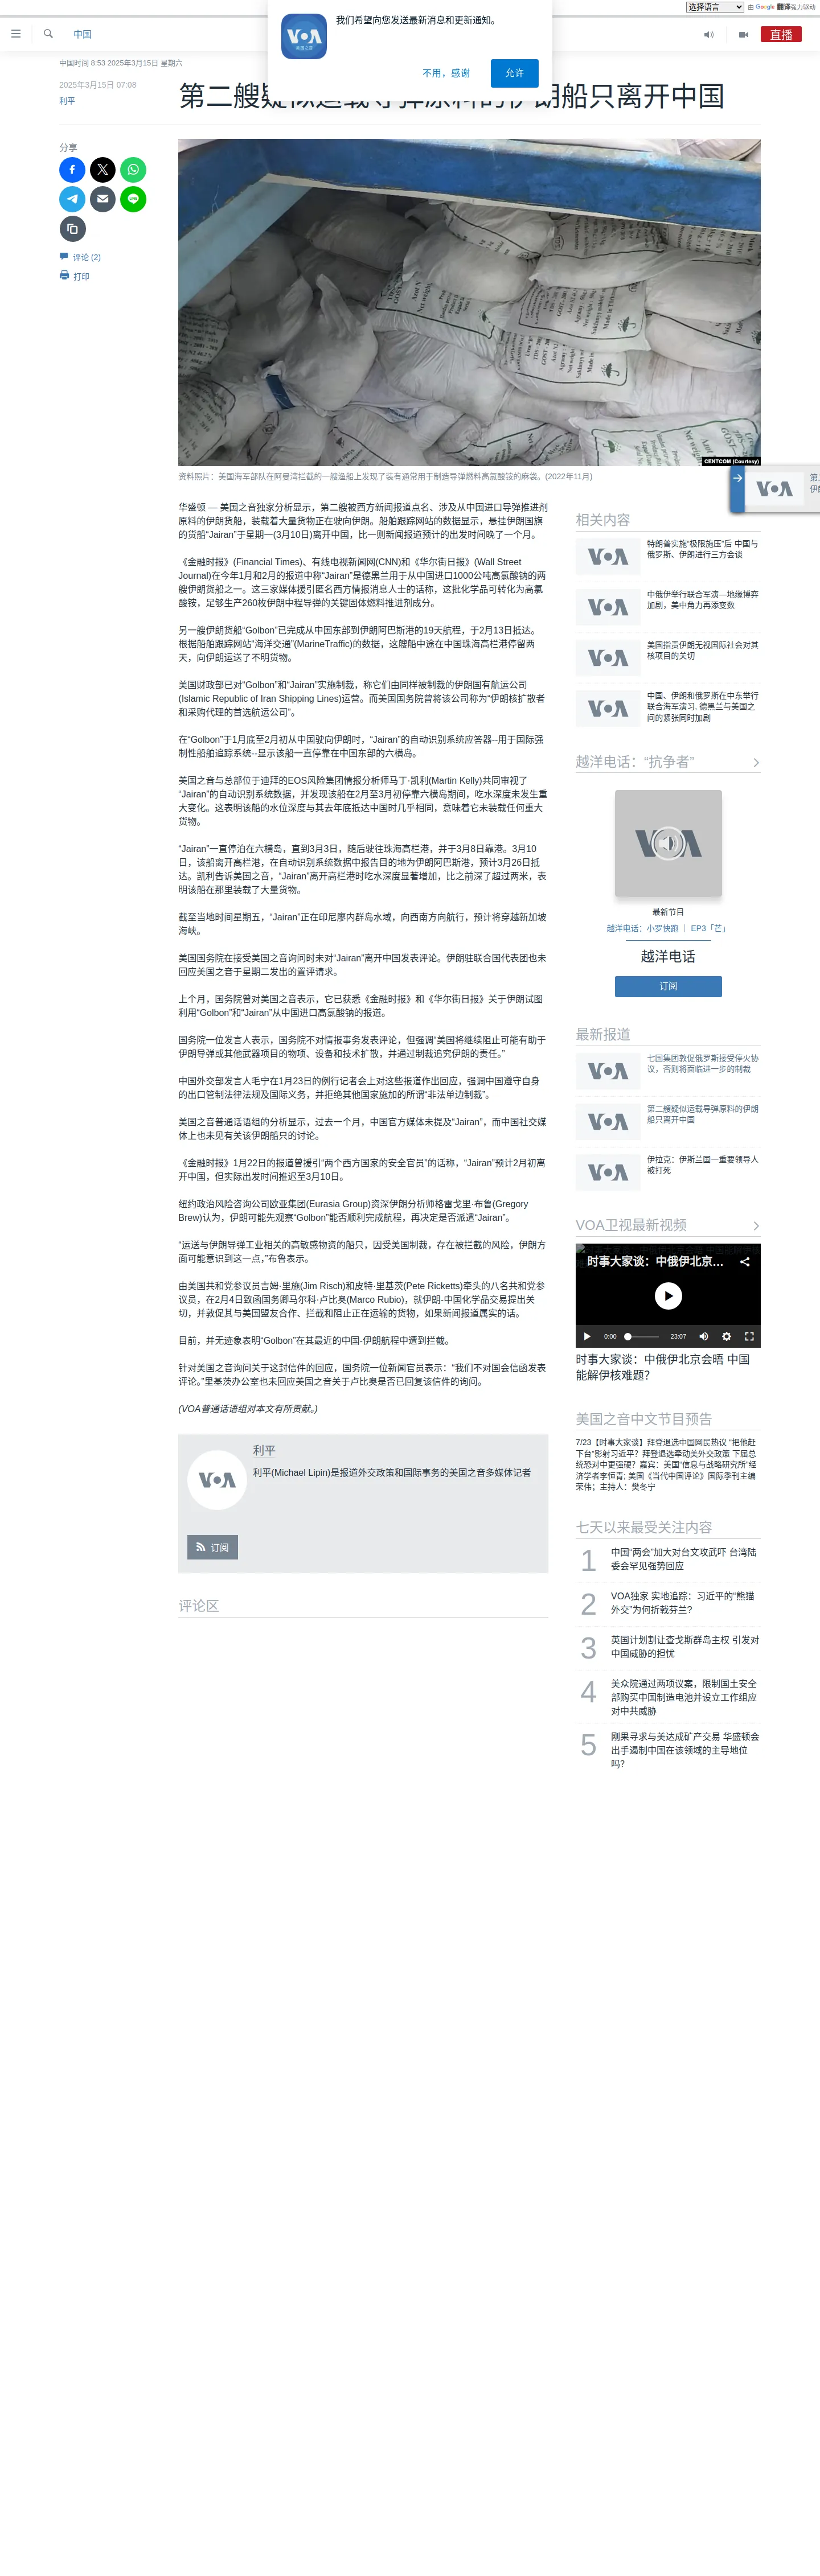 选择语言
由 Google 翻译强力驱动
我们希望向您发送最新消息和更新通知。
不用，感谢
允许
VOA
美国之音
中国
直播
中国时间 8:53 2025年3月15日 星期六
2025年3月15日 07:08
利平
第二艘疑似运载导弹原料的伊朗船只离开中国
分享
评论 (2)
打印
CENTCOM (Courtesy)
资料照片：美国海军部队在阿曼湾拦截的一艘渔船上发现了装有通常用于制造导弹燃料高氯酸铵的麻袋。(2022年11月)
华盛顿 — 美国之音独家分析显示，第二艘被西方新闻报道点名、涉及从中国进口导弹推进剂
原料的伊朗货船，装载着大量货物正在驶向伊朗。船舶跟踪网站的数据显示，悬挂伊朗国旗
的货船“Jairan”于星期一(3月10日)离开中国，比一则新闻报道预计的出发时间晚了一个月。
《金融时报》(Financial Times)、有线电视新闻网(CNN)和《华尔街日报》(Wall Street
Journal)在今年1月和2月的报道中称“Jairan”是德黑兰用于从中国进口1000公吨高氯酸钠的两
艘伊朗货船之一。这三家媒体援引匿名西方情报消息人士的话称，这批化学品可转化为高氯
酸铵，足够生产260枚伊朗中程导弹的关键固体燃料推进剂成分。
另一艘伊朗货船“Golbon”已完成从中国东部到伊朗阿巴斯港的19天航程，于2月13日抵达。
根据船舶跟踪网站“海洋交通”(MarineTraffic)的数据，这艘船中途在中国珠海高栏港停留两
天，向伊朗运送了不明货物。
美国财政部已对“Golbon”和“Jairan”实施制裁，称它们由同样被制裁的伊朗国有航运公司
(Islamic Republic of Iran Shipping Lines)运营。而美国国务院曾将该公司称为“伊朗核扩散者
和采购代理的首选航运公司”。
在“Golbon”于1月底至2月初从中国驶向伊朗时，“Jairan”的自动识别系统应答器--用于国际强
制性船舶追踪系统--显示该船一直停靠在中国东部的六横岛。
美国之音与总部位于迪拜的EOS风险集团情报分析师马丁·凯利(Martin Kelly)共同审视了
“Jairan”的自动识别系统数据，并发现该船在2月至3月初停靠六横岛期间，吃水深度未发生重
大变化。这表明该船的水位深度与其去年底抵达中国时几乎相同，意味着它未装载任何重大
货物。
“Jairan”一直停泊在六横岛，直到3月3日，随后驶往珠海高栏港，并于3月8日靠港。3月10
日，该船离开高栏港，在自动识别系统数据中报告目的地为伊朗阿巴斯港，预计3月26日抵
达。凯利告诉美国之音，“Jairan”离开高栏港时吃水深度显著增加，比之前深了超过两米，表
明该船在那里装载了大量货物。
截至当地时间星期五，“Jairan”正在印尼廖内群岛水域，向西南方向航行，预计将穿越新加坡
海峡。
美国国务院在接受美国之音询问时未对“Jairan”离开中国发表评论。伊朗驻联合国代表团也未
回应美国之音于星期二发出的置评请求。
上个月，国务院曾对美国之音表示，它已获悉《金融时报》和《华尔街日报》关于伊朗试图
利用“Golbon”和“Jairan”从中国进口高氯酸钠的报道。
国务院一位发言人表示，国务院不对情报事务发表评论，但强调“美国将继续阻止可能有助于
伊朗导弹或其他武器项目的物项、设备和技术扩散，并通过制裁追究伊朗的责任。”
中国外交部发言人毛宁在1月23日的例行记者会上对这些报道作出回应，强调中国遵守自身
的出口管制法律法规及国际义务，并拒绝其他国家施加的所谓“非法单边制裁”。
美国之音普通话语组的分析显示，过去一个月，中国官方媒体未提及“Jairan”，而中国社交媒
体上也未见有关该伊朗船只的讨论。
《金融时报》1月22日的报道曾援引“两个西方国家的安全官员”的话称，“Jairan”预计2月初离
开中国，但实际出发时间推迟至3月10日。
纽约政治风险咨询公司欧亚集团(Eurasia Group)资深伊朗分析师格雷戈里·布鲁(Gregory
Brew)认为，伊朗可能先观察“Golbon”能否顺利完成航程，再决定是否派遣“Jairan”。
“运送与伊朗导弹工业相关的高敏感物资的船只，因受美国制裁，存在被拦截的风险，伊朗方
面可能意识到这一点，”布鲁表示。
由美国共和党参议员吉姆·里施(Jim Risch)和皮特·里基茨(Pete Ricketts)牵头的八名共和党参
议员，在2月4日致函国务卿马尔科·卢比奥(Marco Rubio)，就伊朗-中国化学品交易提出关
切，并敦促其与美国盟友合作、拦截和阻止正在运输的货物，如果新闻报道属实的话。
目前，并无迹象表明“Golbon”在其最近的中国-伊朗航程中遭到拦截。
针对美国之音询问关于这封信件的回应，国务院一位新闻官员表示：“我们不对国会信函发表
评论。”里基茨办公室也未回应美国之音关于卢比奥是否已回复该信件的询问。
(VOA普通话语组对本文有所贡献。)
VOA
利平
利平(Michael Lipin)是报道外交政策和国际事务的美国之音多媒体记者
订阅
评论区
VOA
相关内容
VOA
特朗普实施“极限施压”后 中国与
俄罗斯、伊朗进行三方会谈
VOA
中俄伊举行联合军演—地缘博弈
加剧，美中角力再添变数
VOA
美国指责伊朗无视国际社会对其
核项目的关切
VOA
中国、伊朗和俄罗斯在中东举行
联合海军演习, 德黑兰与美国之
间的紧张同时加剧
越洋电话：“抗争者”
VOA
最新节目
越洋电话：小罗快跑 ｜ EP3「芒」
越洋电话
订阅
最新报道
VOA
七国集团敦促俄罗斯接受停火协
议，否则将面临进一步的制裁
VOA
第二艘疑似运载导弹原料的伊朗
船只离开中国
VOA
伊拉克：伊斯兰国一重要领导人
被打死
VOA卫视最新视频
时事大家谈：中俄伊北京…
0:00
23:07
时事大家谈：中俄伊北京会晤 中国
能解伊核难题？
美国之音中文节目预告
7/23【时事大家谈】拜登退选中国网民热议 “把他赶
下台”影射习近平？拜登退选牵动美外交政策 下届总
统恐对中更强硬？嘉宾：美国“信息与战略研究所”经
济学者李恒青; 美国《当代中国评论》国际季刊主编
荣伟；主持人：樊冬宁
七天以来最受关注内容
1
中国“两会”加大对台文攻武吓 台湾陆
委会罕见强势回应
2
VOA独家 实地追踪：习近平的“熊猫
外交”为何折戟芬兰？
3
英国计划割让查戈斯群岛主权 引发对
中国威胁的担忧
4
美众院通过两项议案，限制国土安全
部购买中国制造电池并设立工作组应
对中共威胁
5
刚果寻求与美达成矿产交易 华盛顿会
出手遏制中国在该领域的主导地位
吗？